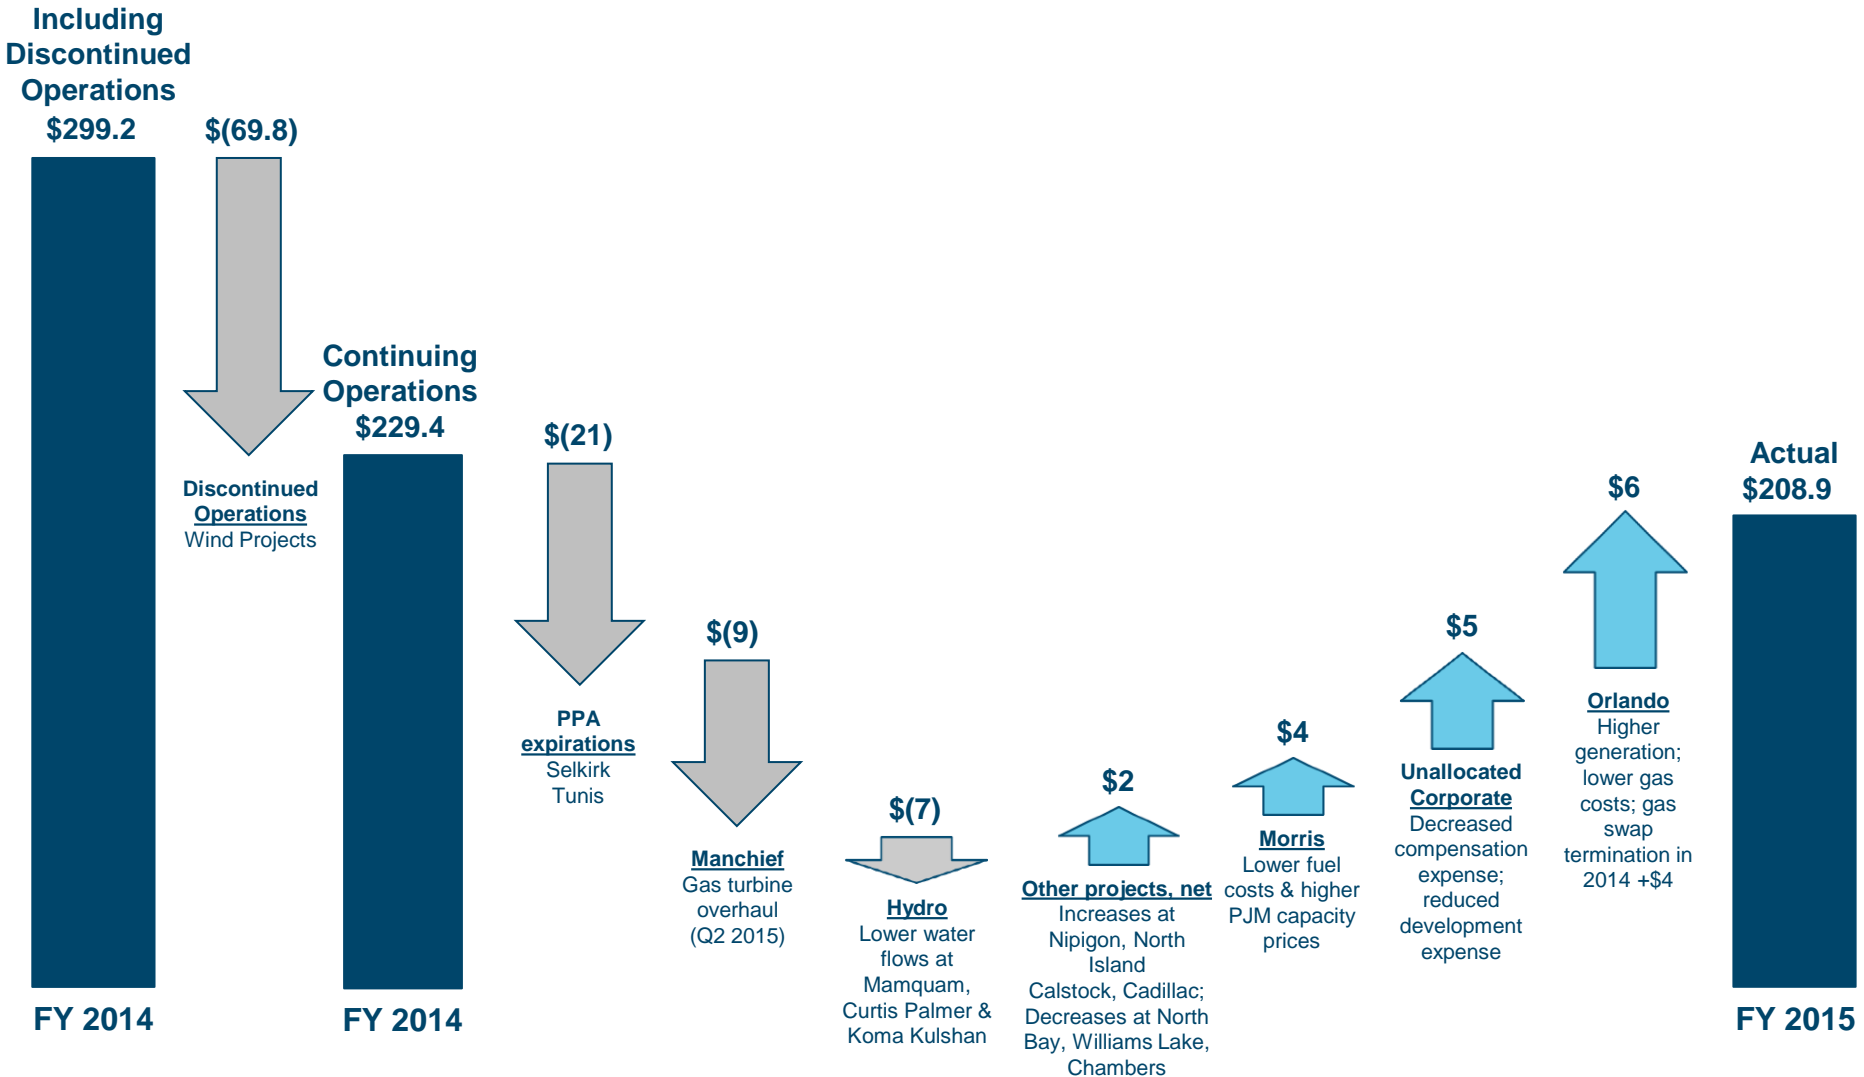 Including
Discontinued
Operations
$299.2
FY 2014
$(69.8)
Discontinued
Operations
Wind Projects
Continuing
Operations
$229.4
FY 2014
$(21)
PPA
expirations
Selkirk
Tunis
$(9)
Manchief
Gas turbine
overhaul
(Q2 2015)
$(7)
Hydro
Lower water
flows at
Mamquam,
Curtis Palmer &
Koma Kulshan
$2
Other projects, net
Increases at
Nipigon, North
Island
Calstock, Cadillac;
Decreases at North
Bay, Williams Lake,
Chambers
$4
Morris
Lower fuel
costs & higher
PJM capacity
prices
$5
Unallocated
Corporate
Decreased
compensation
expense;
reduced
development
expense
$6
Orlando
Higher
generation;
lower gas
costs; gas
swap
termination in
2014 +$4
Actual
$208.9
FY 2015